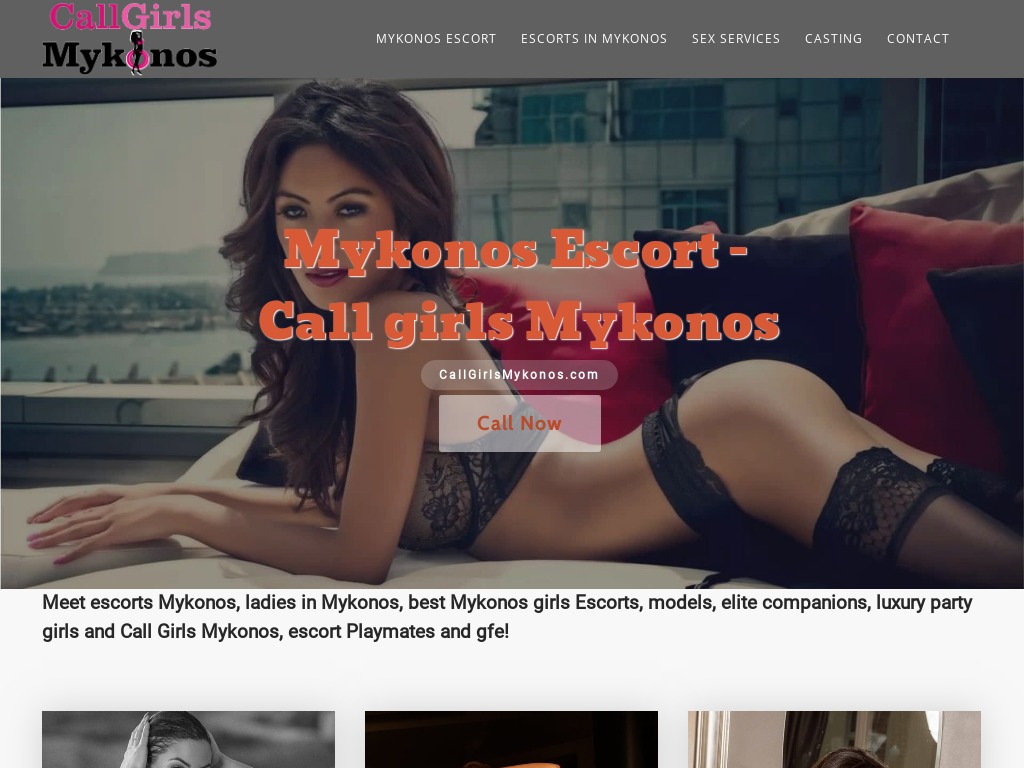 CallGirls
Mykonos
MYKONOS ESCORT
ESCORTS IN MYKONOS
SEX SERVICES
CASTING
CONTACT
Mykonos Escort -
Call girls Mykonos
CallGirlsMykonos.com
Call Now
Meet escorts Mykonos, ladies in Mykonos, best Mykonos girls Escorts, models, elite companions, luxury party
girls and Call Girls Mykonos, escort Playmates and gfe!